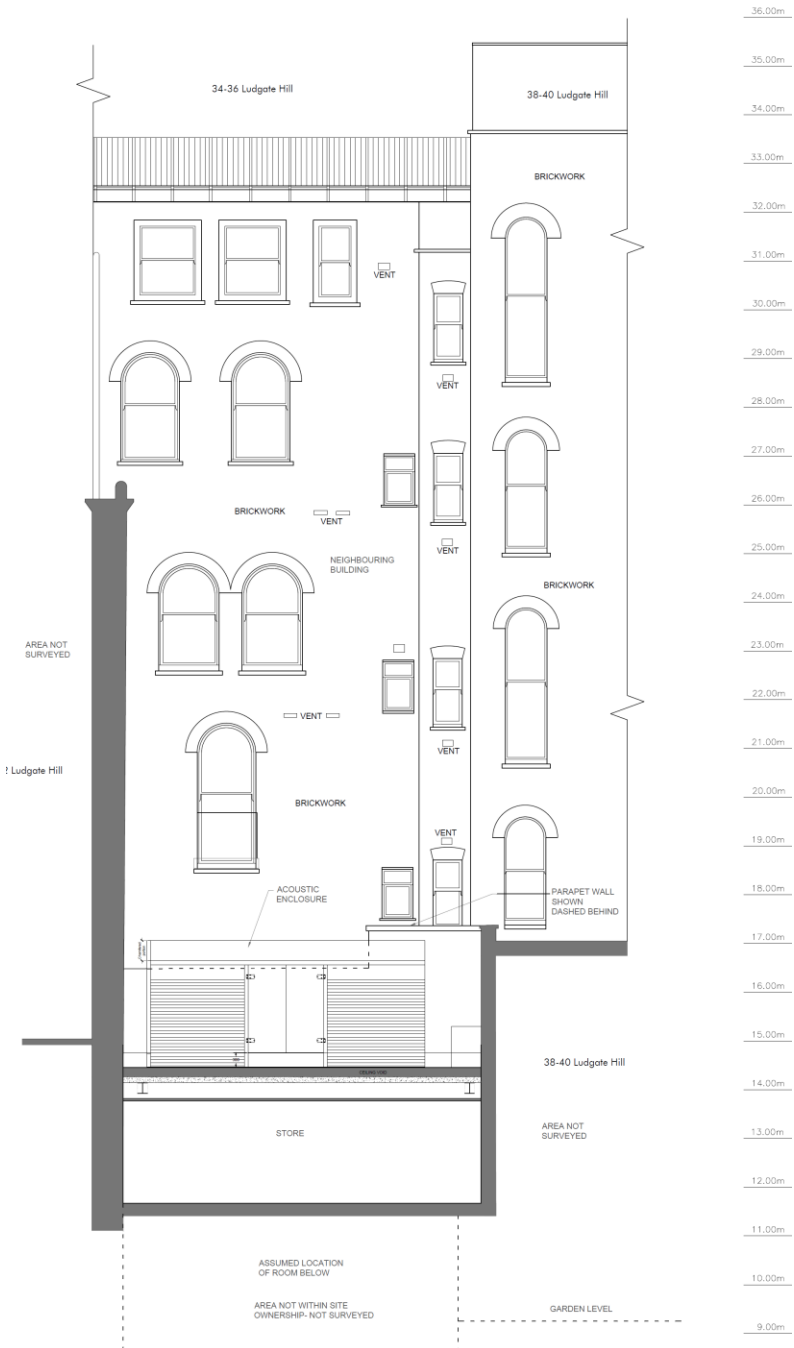 36.00m
35.00m
34-36 Ludgate Hill
38-40 Ludgate Hill
34.00m
33.00m
BRICKWORK
32.00m
31.00m
VENT
30.00m
29.00m
VENT
28.00m
27.00m
26.00m
BRICKWORK
VENT
25.00m
VENT
NEIGHBOURING
BUILDING
BRICKWORK
24.00m
AREA NOT
SURVEYED
23.00m
22.00m
VENT
21.00m
VENT
Ludgate Hill
20.00m
BRICKWORK
19.00m
VENT
18.00m
ACOUSTIC
ENCLOSURE
PARAPET WALL
SHOWN
DASHED BEHIND
17.00m
16.00m
15.00m
38-40 Ludgate Hill
14.00m
STORE
AREA NOT
SURVEYED
13.00m
12.00m
11.00m
ASSUMED LOCATION
OF ROOM BELOW
10.00m
AREA NOT WITHIN SITE
OWNERSHIP- NOT SURVEYED
GARDEN LEVEL
9.00m